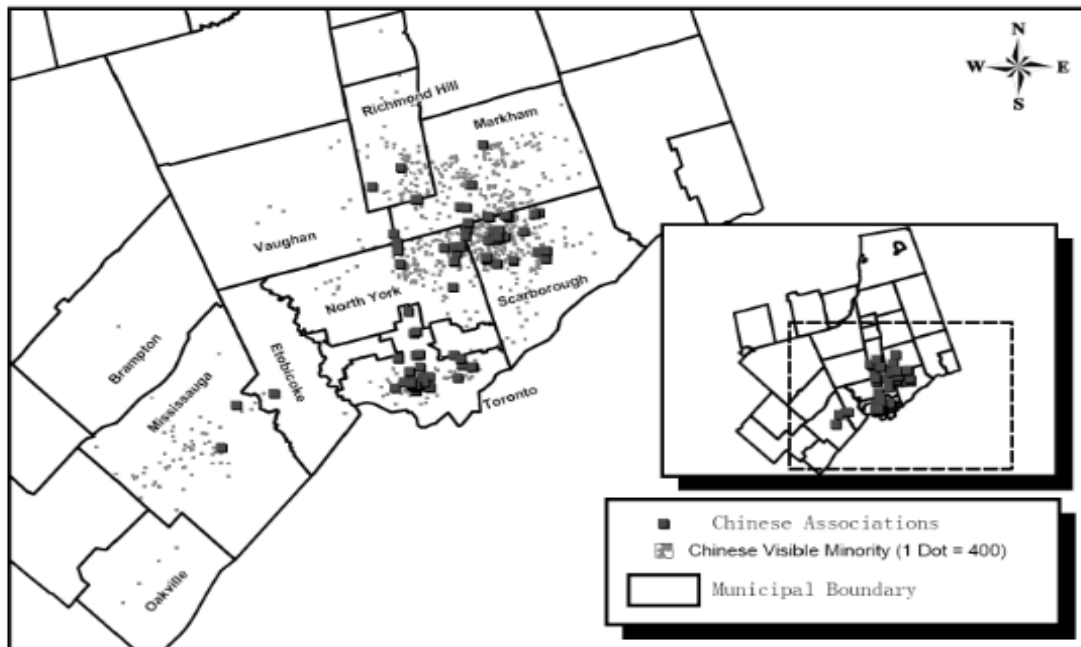 N
W E
S
Richmond Hill
Markham
Vaughan
North York
Scarborough
Brampton
Etobicoke
Mississauga
Toronto
Oakville
Chinese Associations
Chinese Visible Minority (1 Dot = 400)
Municipal Boundary